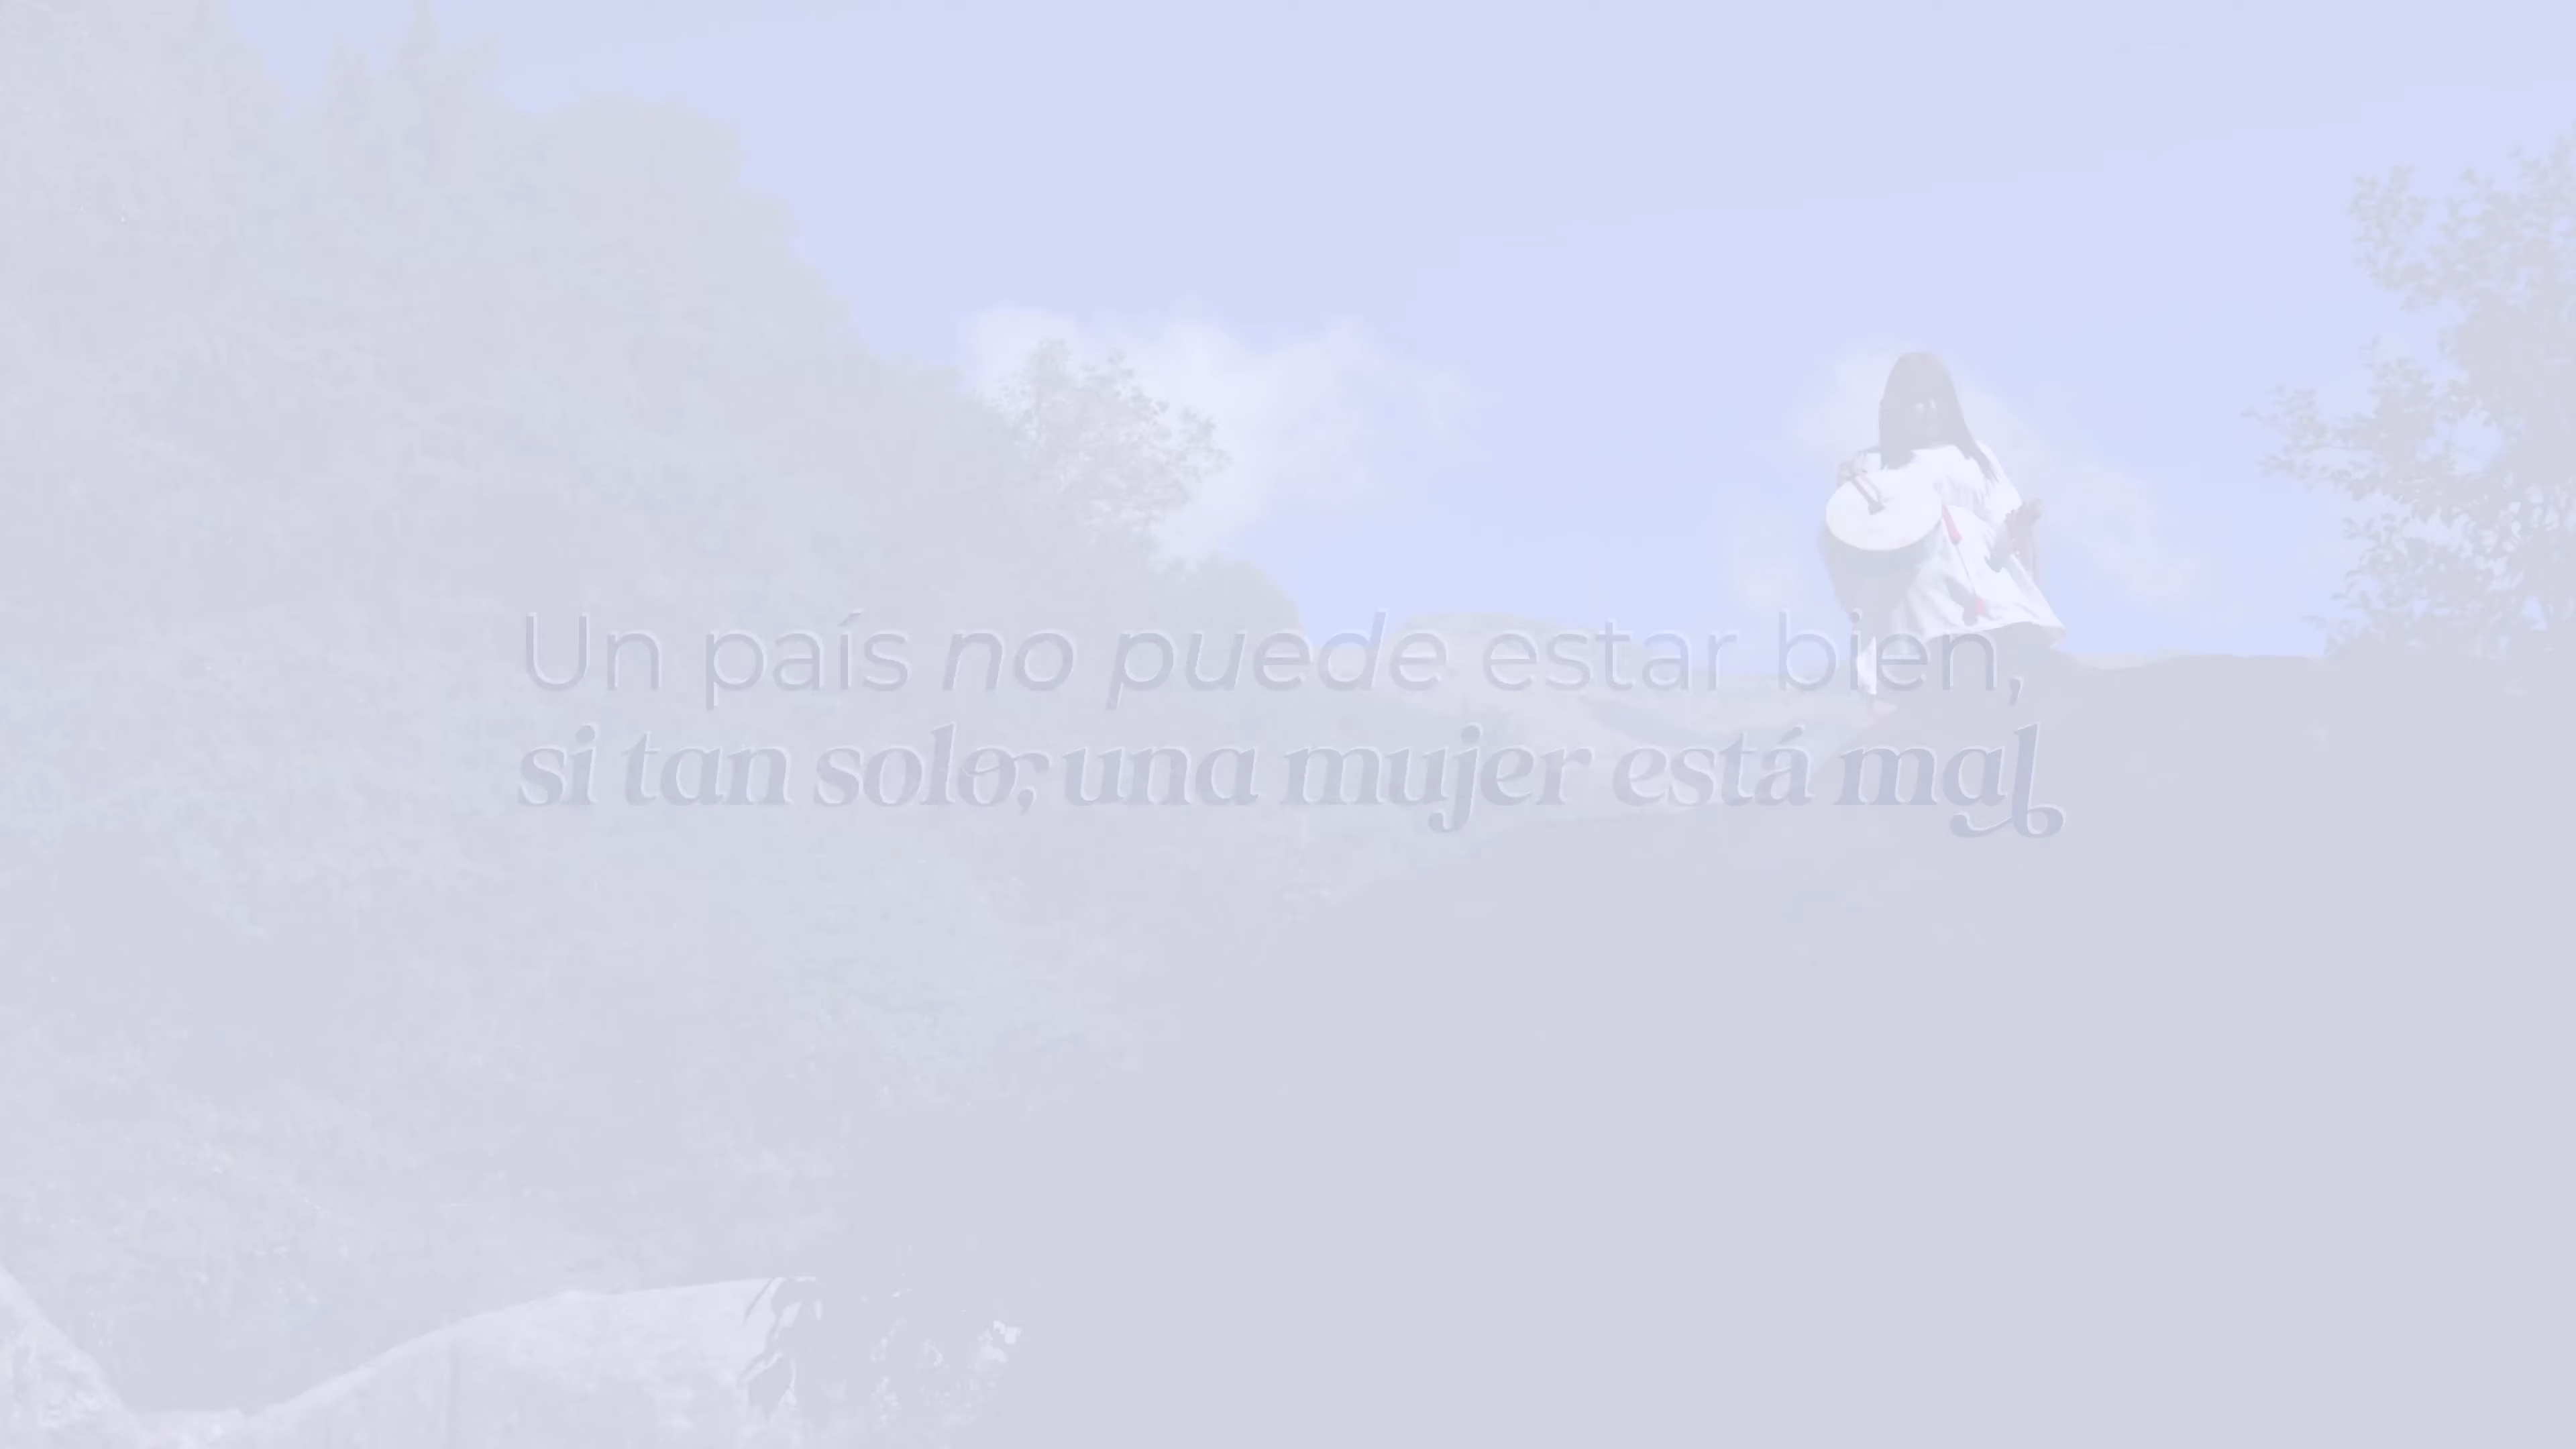 Un país no puede estar bien,
si tan solo, una mujer está mal